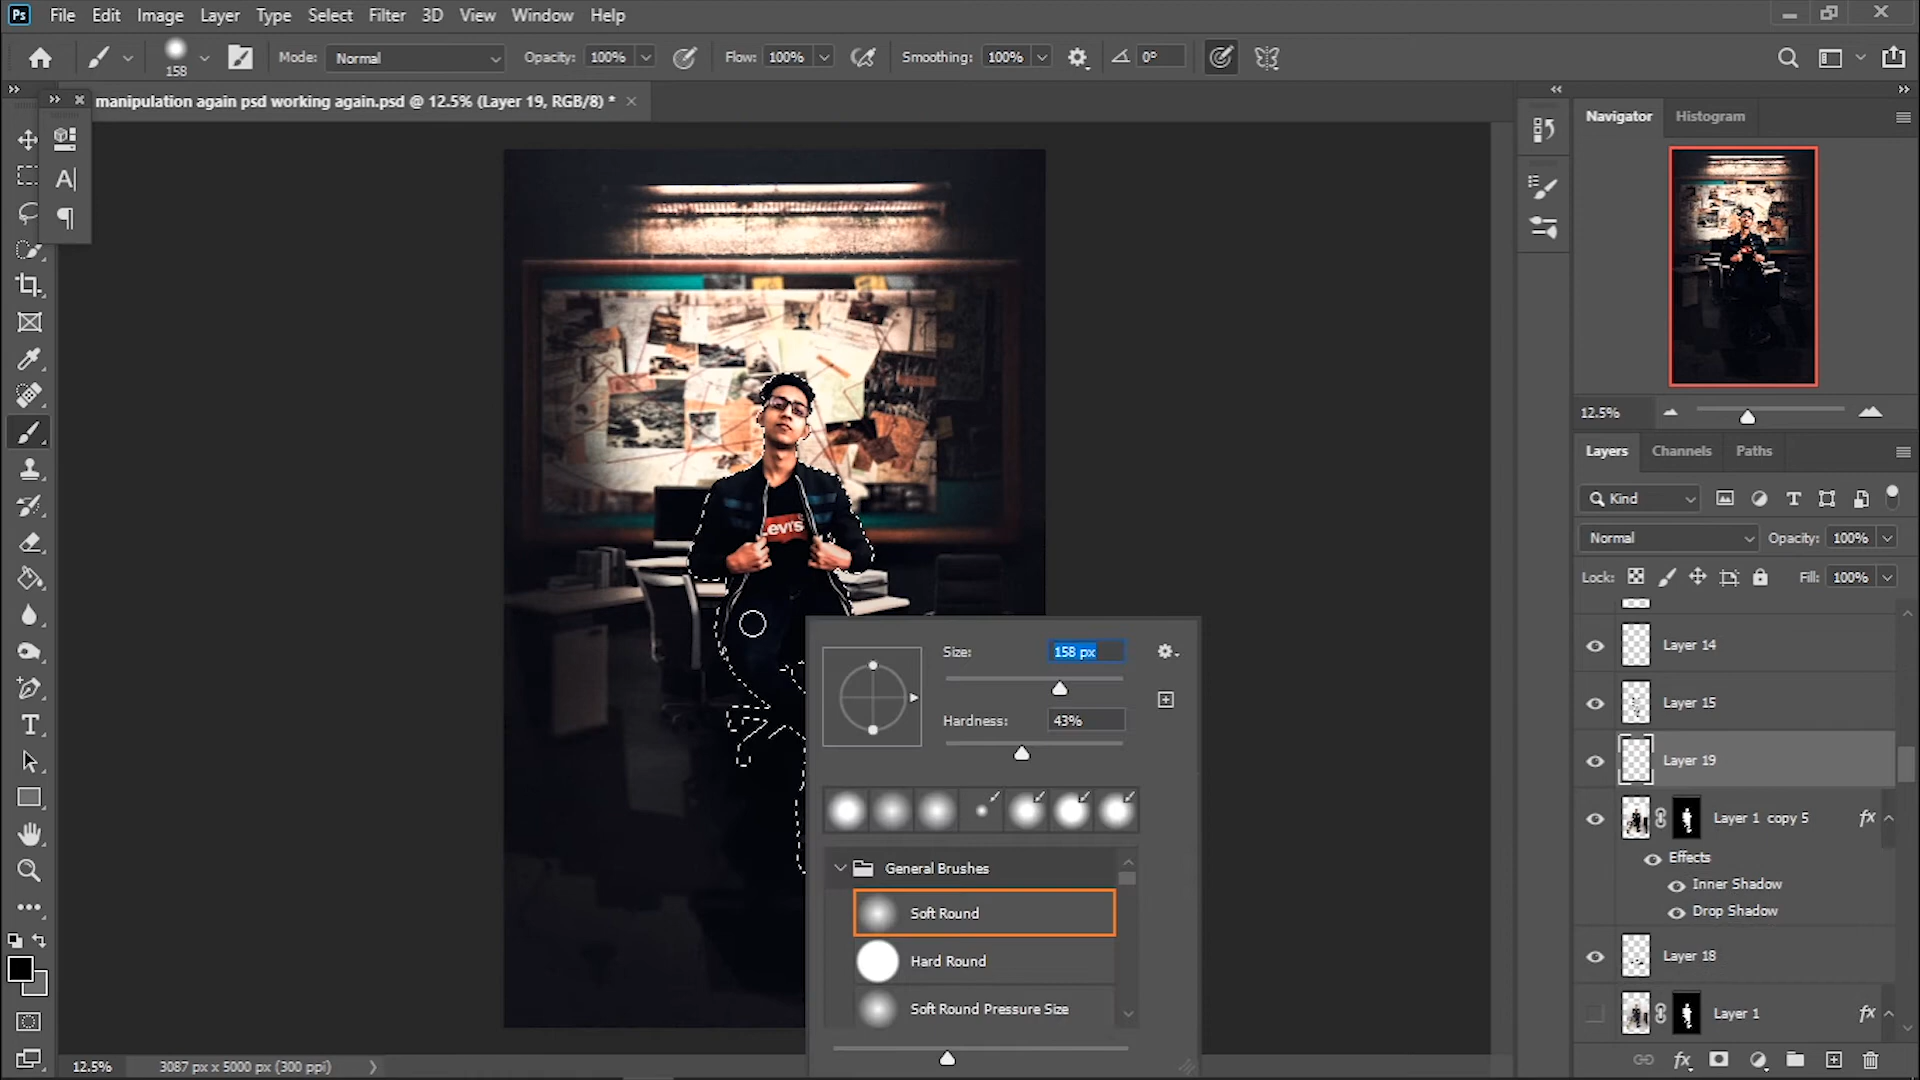 Ps File Edit Image Layer Type Select Filter 3D View Window Help
158 Mode: Normal Opacity: 100% Flow: 100% Smoothing: 100% 0°
manipulation again psd working again.psd @ 12.5% (Layer 19, RGB/8) *
Navigator Histogram
12.5%
Layers Channels Paths
Kind
Normal Opacity: 100%
Lock: Fill: 100%
Layer 14
Layer 15
Layer 19
Layer 1 copy 5 fx
Effects
Inner Shadow
Drop Shadow
Layer 18
Layer 1 fx
Levi's
Size: 158 px
Hardness: 43%
General Brushes
Soft Round
Hard Round
Soft Round Pressure Size
12.5% 3087 px x 5000 px (300 ppi)